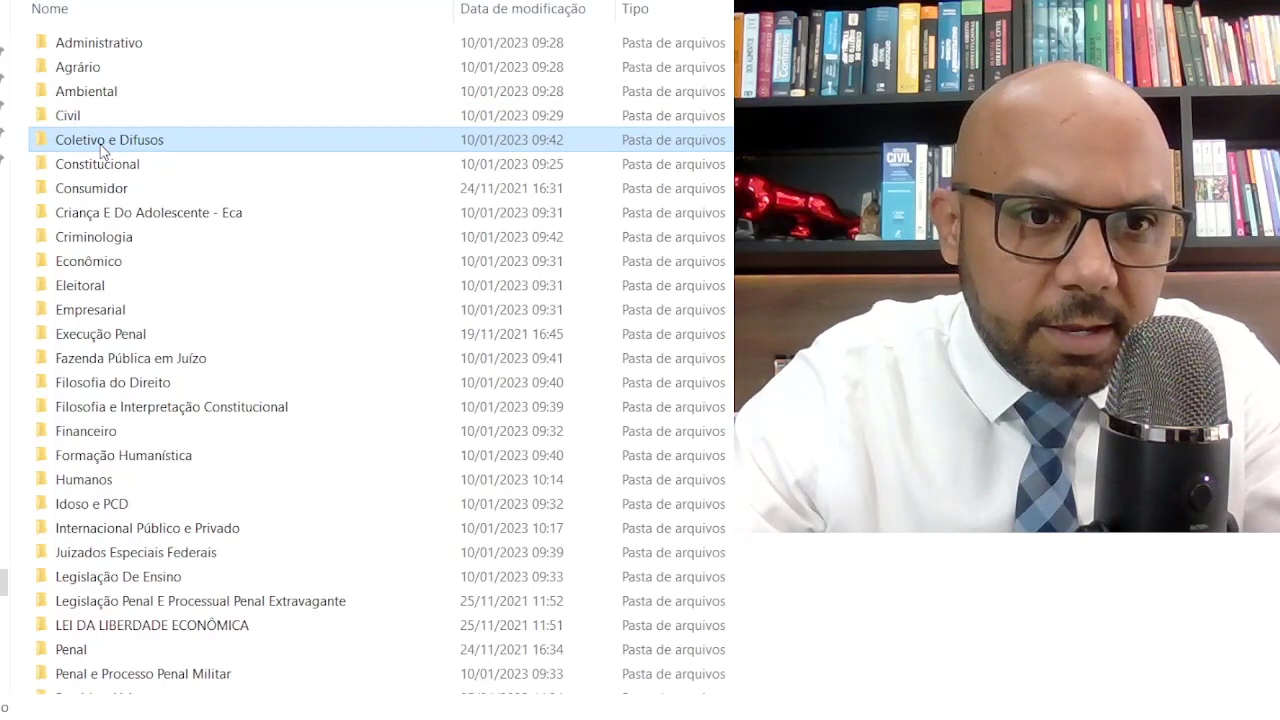 Nome Data de modificação Tipo
Administrativo 10/01/2023 09:28 Pasta de arquivos
Agrário 10/01/2023 09:28 Pasta de arquivos
Ambiental 10/01/2023 09:28 Pasta de arquivos
Civil 10/01/2023 09:29 Pasta de arquivos
Coletivo e Difusos 10/01/2023 09:42 Pasta de arquivos
Constitucional 10/01/2023 09:25 Pasta de arquivos
Consumidor 24/11/2021 16:31 Pasta de arquivos
Criança E Do Adolescente - Eca 10/01/2023 09:31 Pasta de arquivos
Criminologia 10/01/2023 09:42 Pasta de arquivos
Econômico 10/01/2023 09:31 Pasta de arquivos
Eleitoral 10/01/2023 09:31 Pasta de arquivos
Empresarial 10/01/2023 09:31 Pasta de arquivos
Execução Penal 19/11/2021 16:45 Pasta de arquivos
Fazenda Pública em Juízo 10/01/2023 09:41 Pasta de arquivos
Filosofia do Direito 10/01/2023 09:40 Pasta de arquivos
Filosofia e Interpretação Constitucional 10/01/2023 09:39 Pasta de arquivos
Financeiro 10/01/2023 09:32 Pasta de arquivos
Formação Humanística 10/01/2023 09:40 Pasta de arquivos
Humanos 10/01/2023 10:14 Pasta de arquivos
Idoso e PCD 10/01/2023 09:32 Pasta de arquivos
Internacional Público e Privado 10/01/2023 10:17 Pasta de arquivos
Juizados Especiais Federais 10/01/2023 09:39 Pasta de arquivos
Legislação De Ensino 10/01/2023 09:33 Pasta de arquivos
Legislação Penal E Processual Penal Extravagante 25/11/2021 11:52 Pasta de arquivos
LEI DA LIBERDADE ECONÔMICA 25/11/2021 11:51 Pasta de arquivos
Penal 24/11/2021 16:34 Pasta de arquivos
Penal e Processo Penal Militar 10/01/2023 09:33 Pasta de arquivos
o
CIVIL